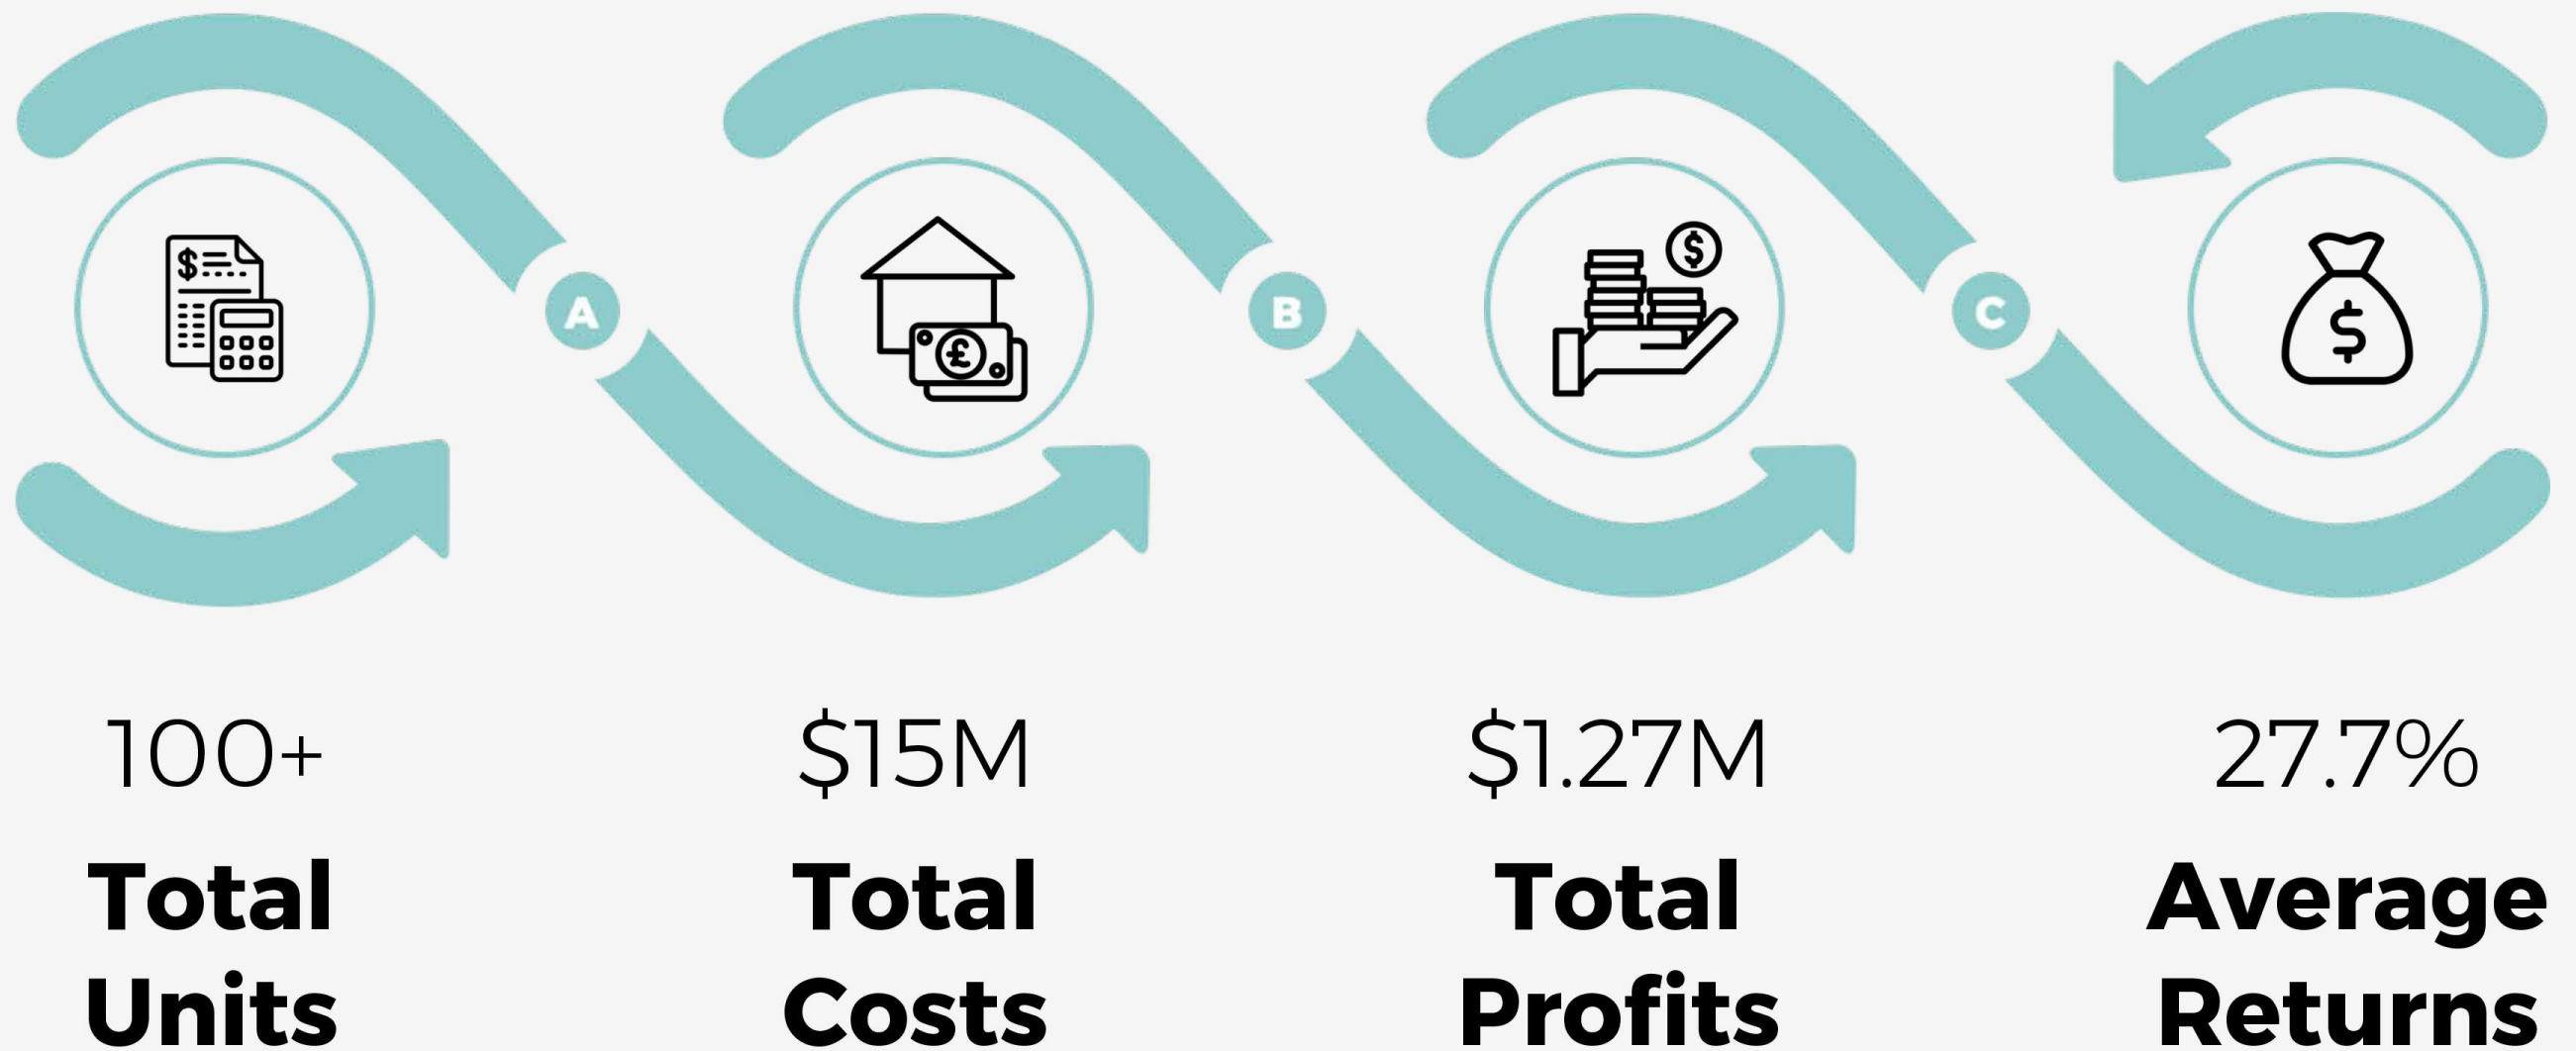 $
A
£
B
$
C
$
100+
Total
Units
$15M
Total
Costs
$1.27M
Total
Profits
27.7%
Average
Returns